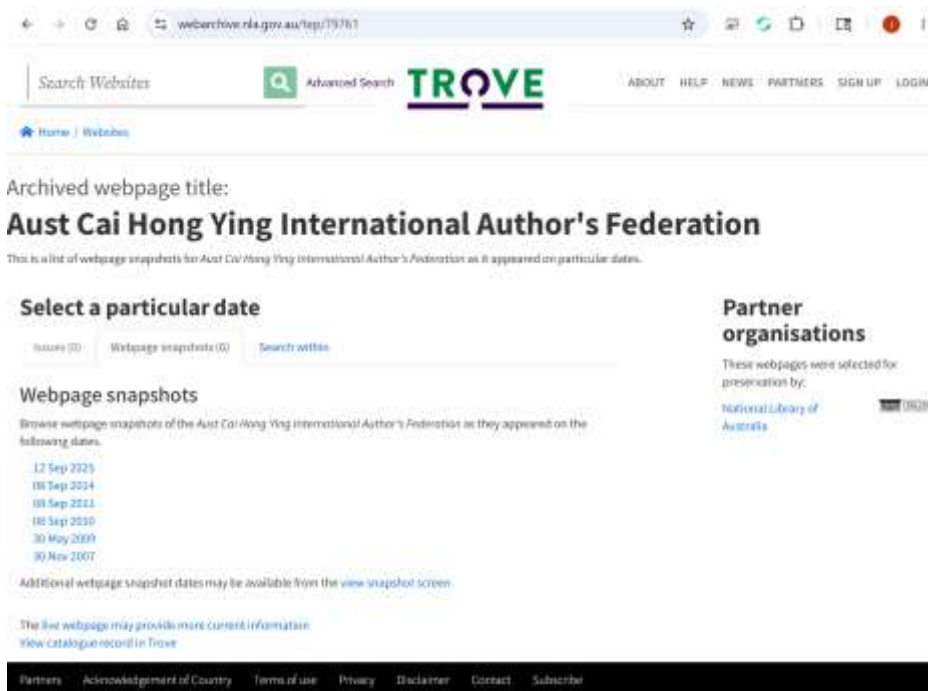 webarchive.nla.gov.au/tep/79761
Search Websites
Advanced Search
TROVE
ABOUT HELP NEWS PARTNERS SIGN UP LOGIN
Home / Websites
Archived webpage title:
Aust Cai Hong Ying International Author's Federation
This is a list of webpage snapshots for Aust Cai Hong Ying International Author's Federation as it appeared on particular dates.
Select a particular date
Issues (0) Webpage snapshots (6) Search within
Webpage snapshots
Browse webpage snapshots of the Aust Cai Hong Ying International Author's Federation as they appeared on the
following dates.
12 Sep 2025
08 Sep 2014
08 Sep 2011
08 Sep 2010
30 May 2009
30 Nov 2007
Additional webpage snapshot dates may be available from the view snapshot screen
The live webpage may provide more current information
View catalogue record in Trove
Partner
organisations
These webpages were selected for
preservation by:
National Library of
Australia
Partners Acknowledgement of Country Terms of use Privacy Disclaimer Contact Subscribe